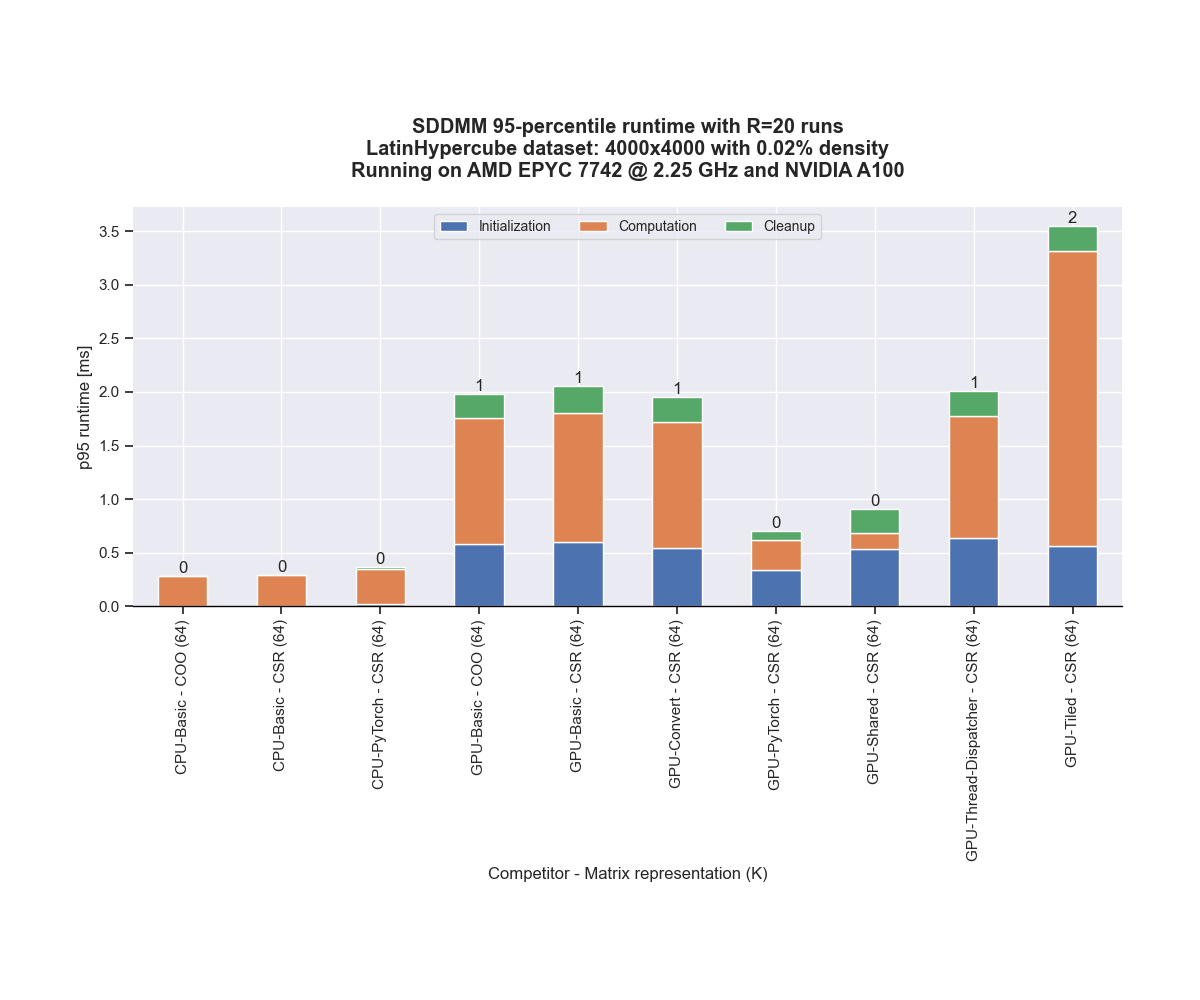 SDDMM 95-percentile runtime with R=20 runs
LatinHypercube dataset: 4000x4000 with 0.02% density
Running on AMD EPYC 7742 @ 2.25 GHz and NVIDIA A100
Initialization
Computation
Cleanup
p95 runtime [ms]
3.5
3.0
2.5
2.0
1.5
1.0
0.5
0.0
0
0
0
1
1
1
0
0
1
2
CPU-Basic - COO (64)
CPU-Basic - CSR (64)
CPU-PyTorch - CSR (64)
GPU-Basic - COO (64)
GPU-Basic - CSR (64)
GPU-Convert - CSR (64)
GPU-PyTorch - CSR (64)
GPU-Shared - CSR (64)
GPU-Thread-Dispatcher - CSR (64)
GPU-Tiled - CSR (64)
Competitor - Matrix representation (K)